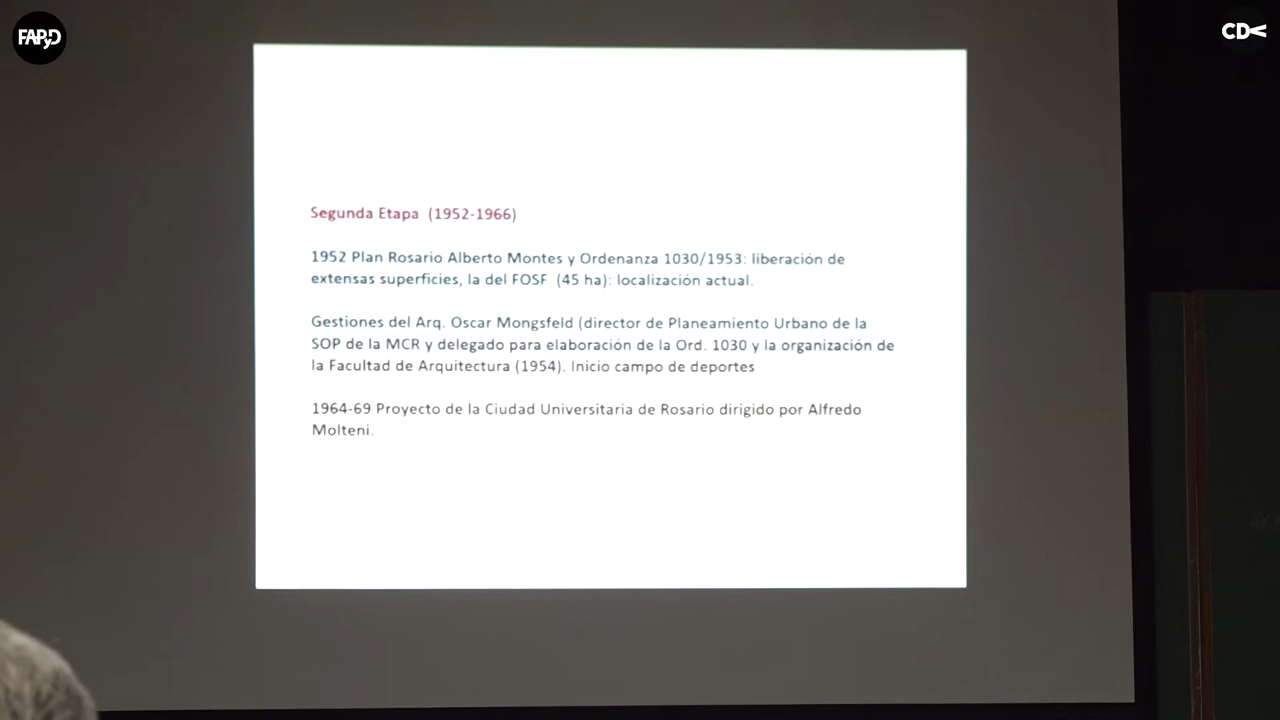 FAPyD
CDV
Segunda Etapa (1952-1966)
1952 Plan Rosario Alberto Montes y Ordenanza 1030/1953: liberación de
extensas superficies, la del FOSF (45 ha): localización actual.
Gestiones del Arq. Oscar Mongsfeld (director de Planeamiento Urbano de la
SOP de la MCR y delegado para elaboración de la Ord. 1030 y la organización de
la Facultad de Arquitectura (1954). Inicio campo de deportes
1964-69 Proyecto de la Ciudad Universitaria de Rosario dirigido por Alfredo
Molteni.